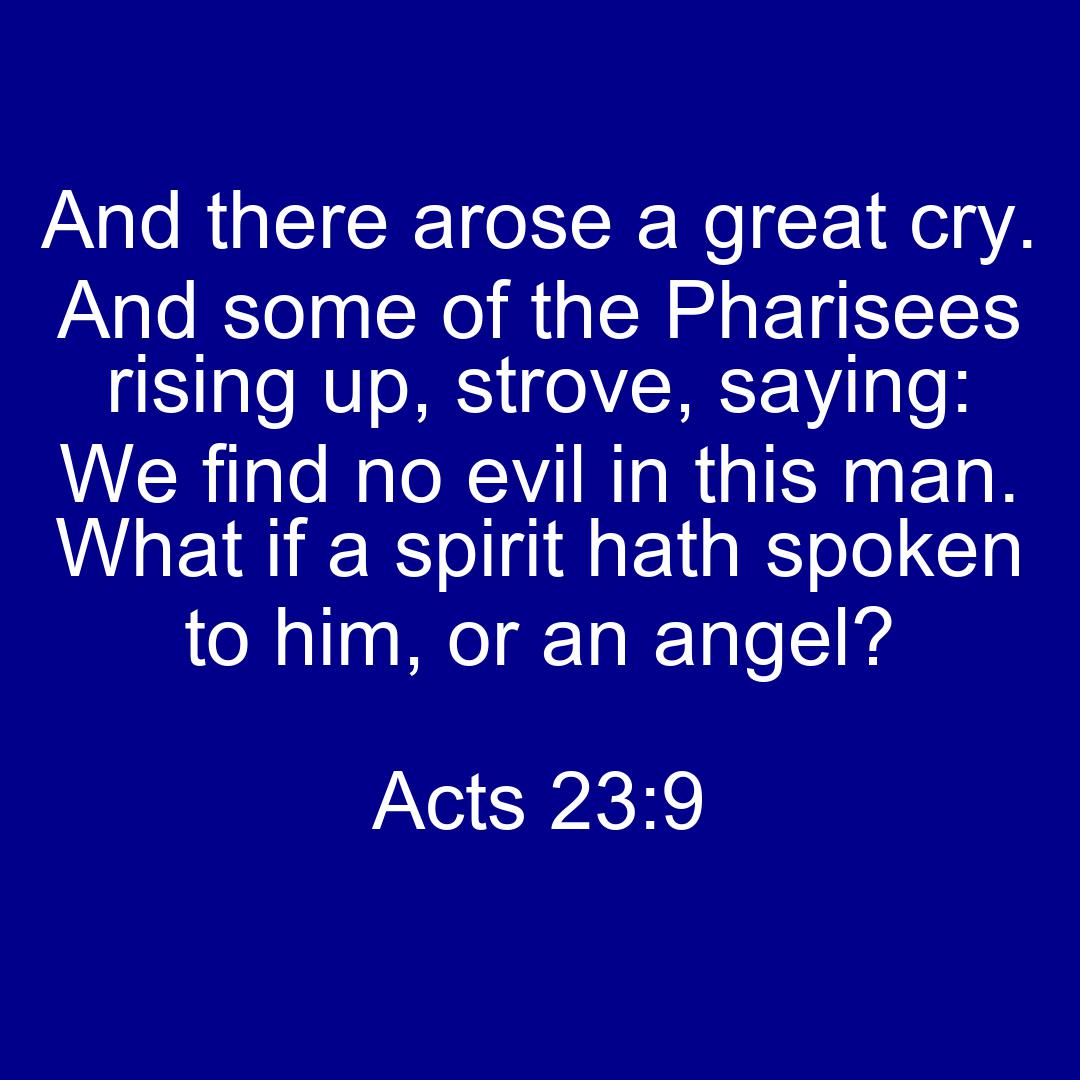 And there arose a great cry.
And some of the Pharisees
rising up, strove, saying:
We find no evil in this man.
What if a spirit hath spoken
to him, or an angel?
Acts 23:9